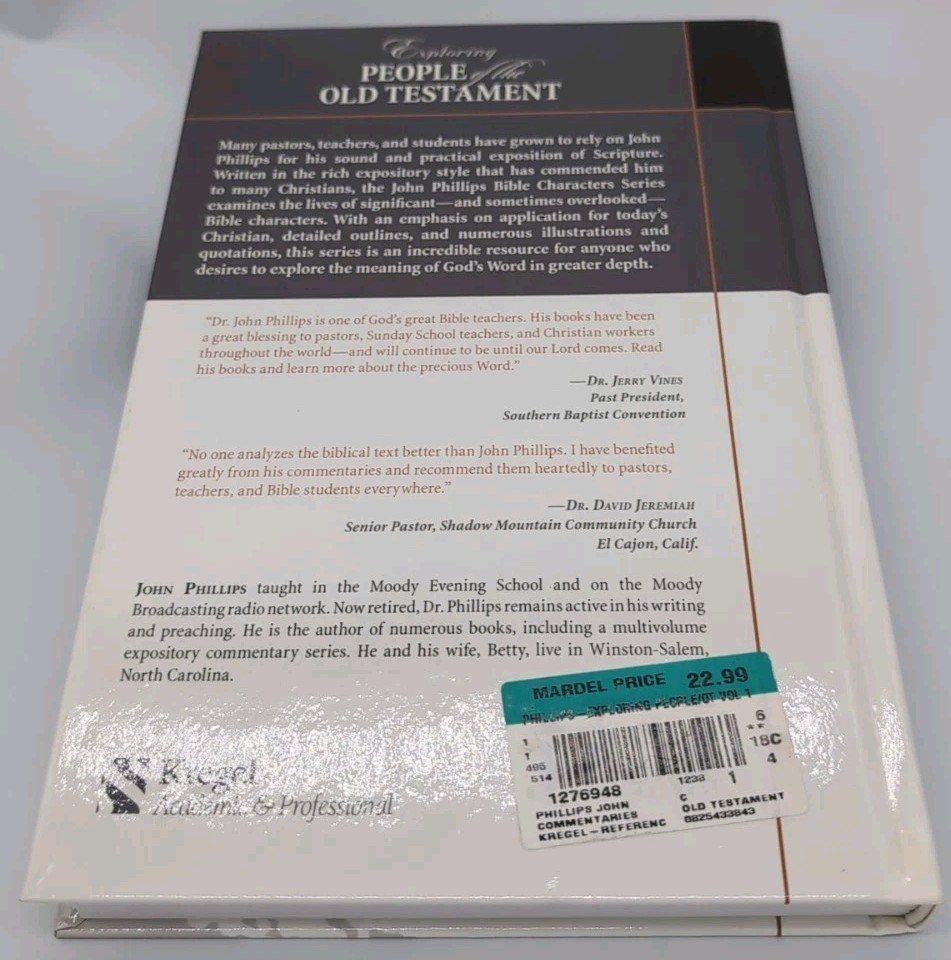 Exploring
PEOPLE of the
OLD TESTAMENT
Many pastors, teachers, and students have grown to rely on John
Phillips for his sound and practical exposition of Scripture.
Written in the rich expository style that has commended him
to many Christians, the John Phillips Bible Characters Series
examines the lives of significant—and sometimes overlooked—
Bible characters. With an emphasis on application for today's
Christian, detailed outlines, and numerous illustrations and
quotations, this series is an incredible resource for anyone who
desires to explore the meaning of God's Word in greater depth.
"Dr. John Phillips is one of God's great Bible teachers. His books have been
a great blessing to pastors, Sunday School teachers, and Christian workers
throughout the world—and will continue to be until our Lord comes. Read
his books and learn more about the precious Word."
—DR. JERRY VINES
Past President,
Southern Baptist Convention
"No one analyzes the biblical text better than John Phillips. I have benefited
greatly from his commentaries and recommend them heartedly to pastors,
teachers, and Bible students everywhere."
—DR. DAVID JEREMIAH
Senior Pastor, Shadow Mountain Community Church
El Cajon, Calif.
JOHN PHILLIPS taught in the Moody Evening School and on the Moody
Broadcasting radio network. Now retired, Dr. Phillips remains active in his writing
and preaching. He is the author of numerous books, including a multivolume
expository commentary series. He and his wife, Betty, live in Winston-Salem,
North Carolina.
Kregel
Academic & Professional
MARDEL PRICE 22.99
PHILLIPS—EXPLORING PEOPLE/OT VOL 1
1 6
1 **
495 18C
514 1238 1 4
1276948
PHILLIPS JOHN C
COMMENTARIES OLD TESTAMENT
KREGEL—REFERENC 0825433843